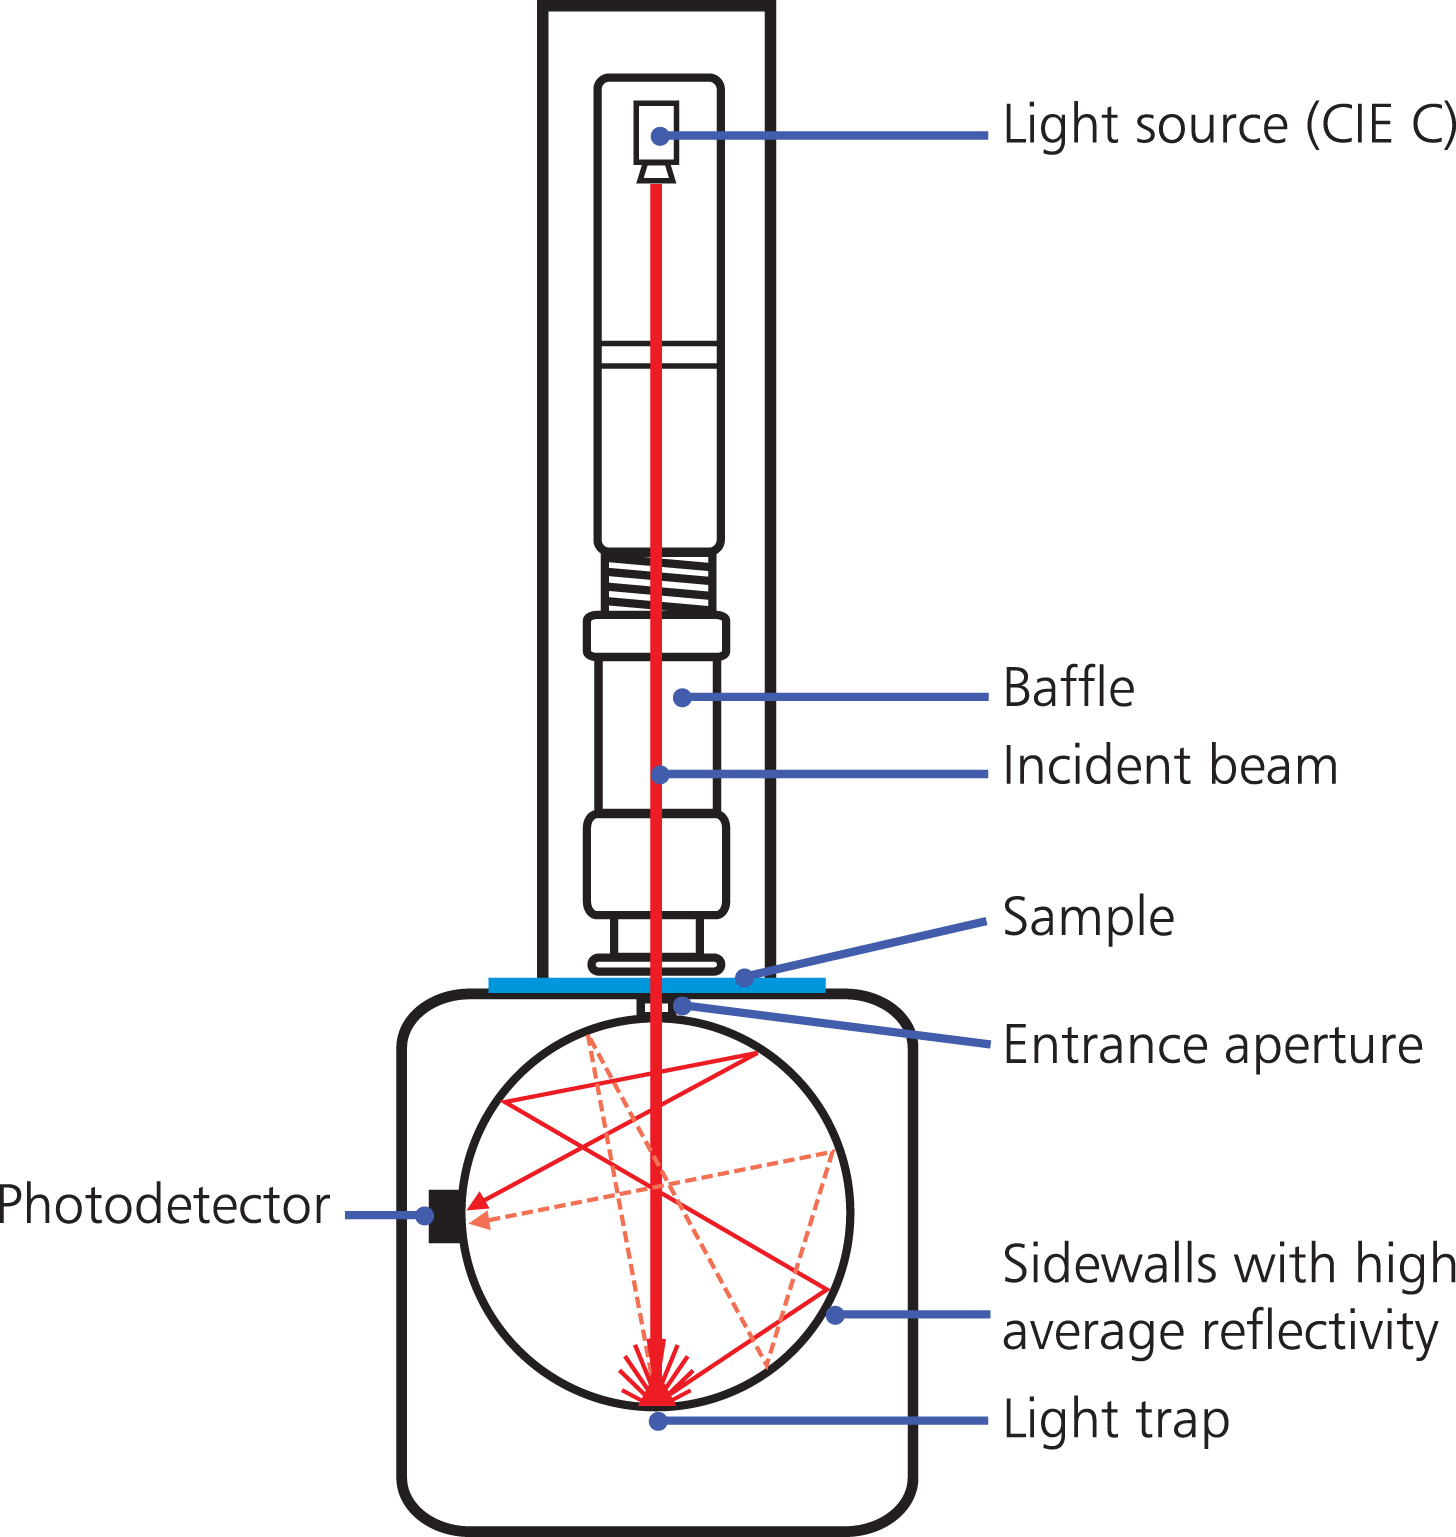 Light source (CIE C)
Baffle
Incident beam
Sample
Entrance aperture
Photodetector
Sidewalls with high
average reflectivity
Light trap